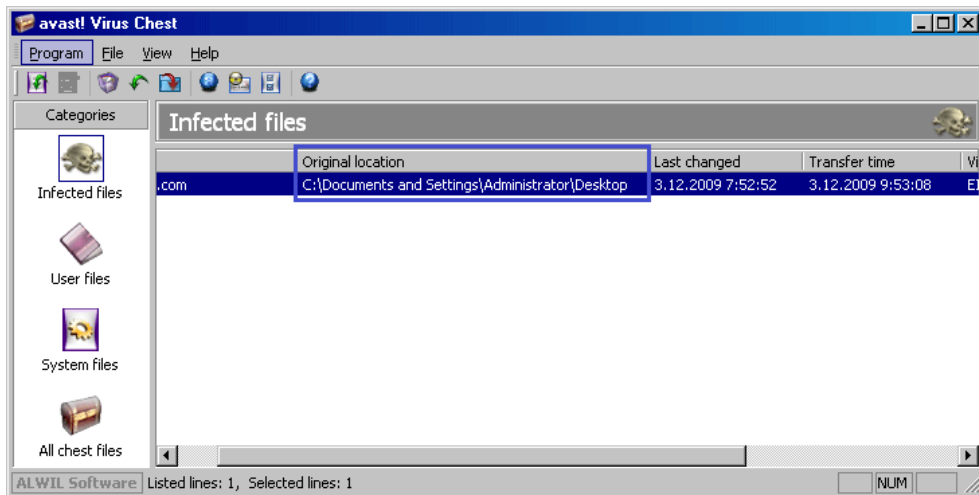 avast! Virus Chest
Program File View Help
Categories
Infected files
Infected files
Original location Last changed Transfer time
.com C:\Documents and Settings\Administrator\Desktop 3.12.2009 7:52:52 3.12.2009 9:53:08
User files
System files
All chest files
ALWIL Software Listed lines: 1, Selected lines: 1 NUM